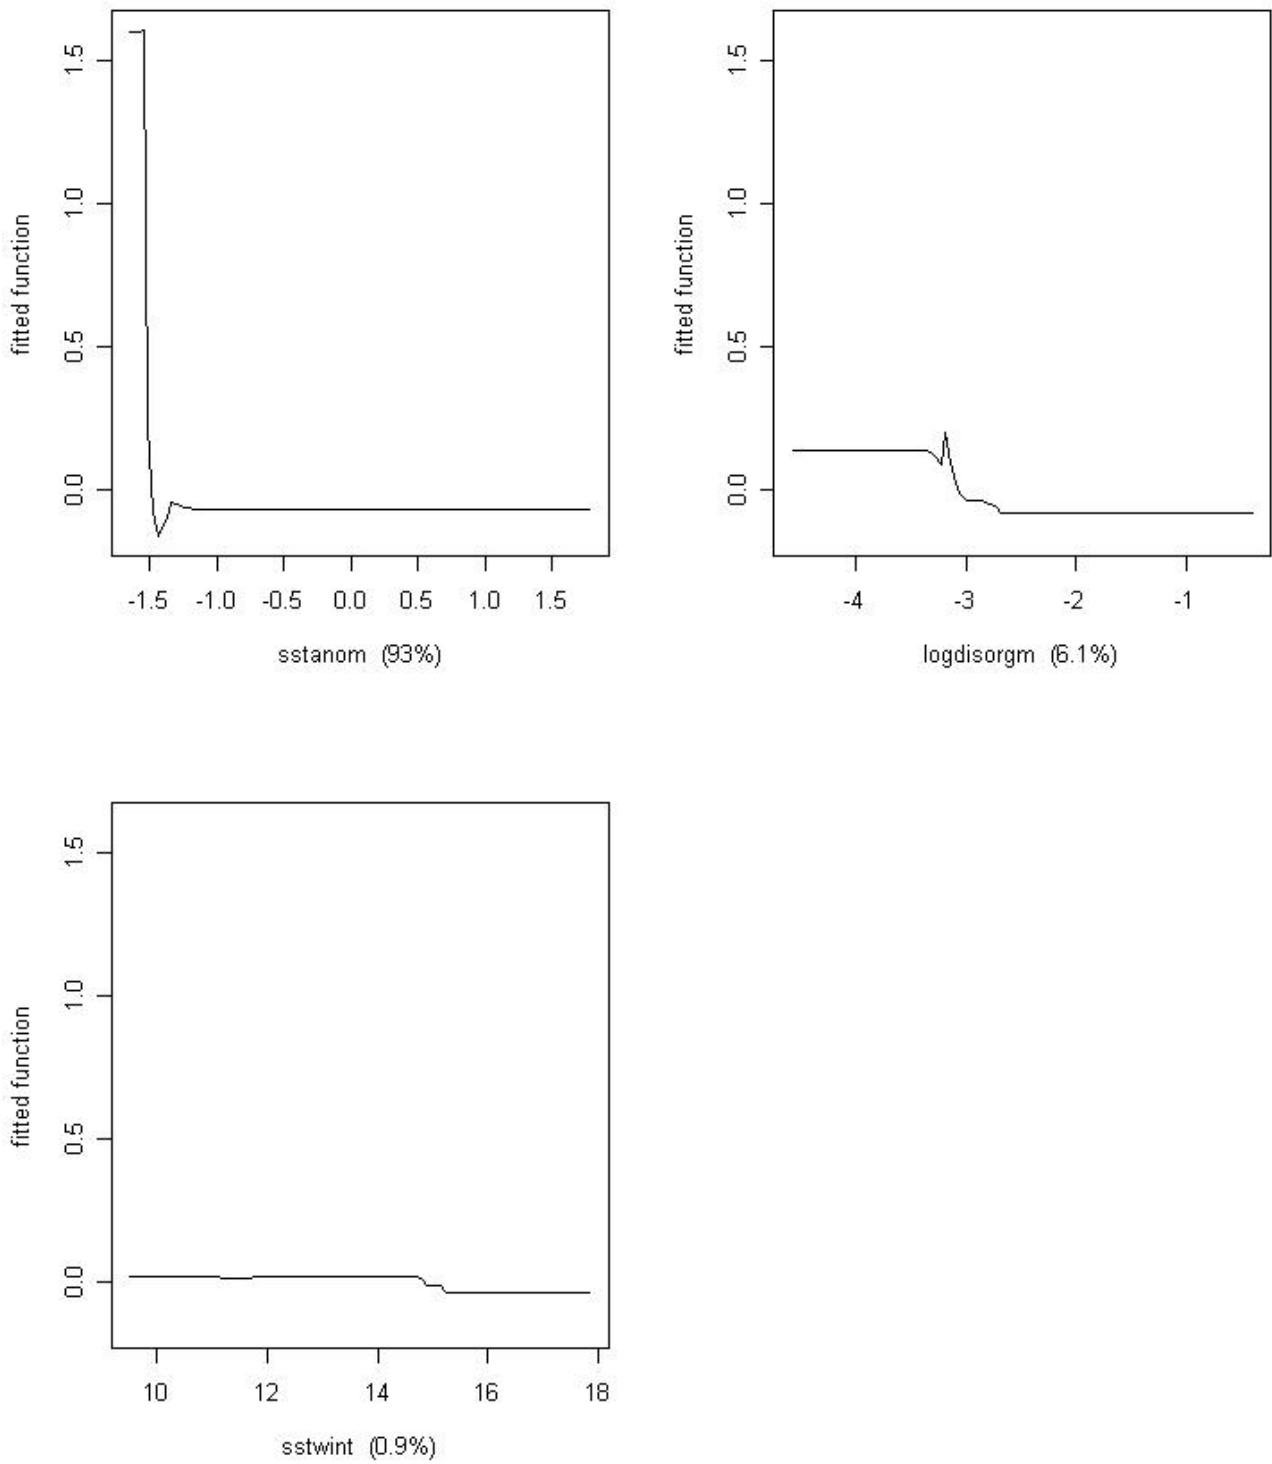 fitted function
1.5
1.0
0.5
0.0
-1.5 -1.0 -0.5 0.0 0.5 1.0 1.5
sstanom (93%)
fitted function
1.5
1.0
0.5
0.0
-4 -3 -2 -1
logdisorgm (6.1%)
fitted function
1.5
1.0
0.5
0.0
10 12 14 16 18
sstwint (0.9%)